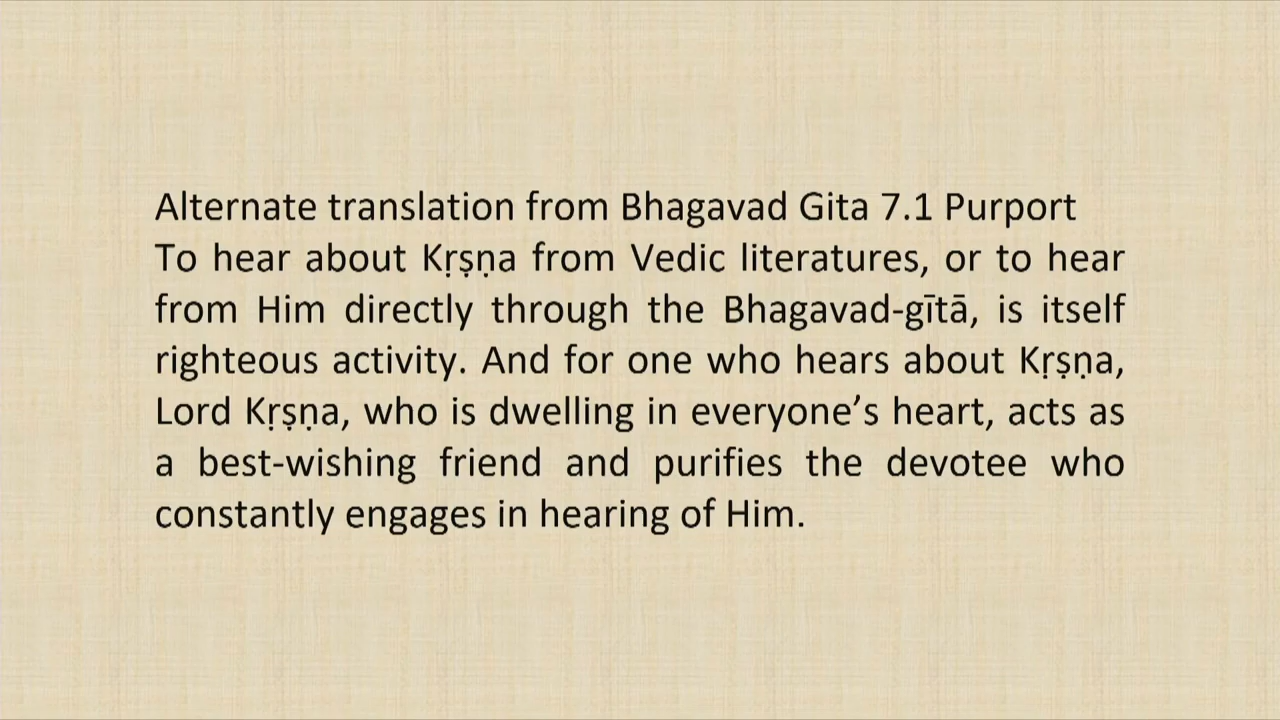 Alternate translation from Bhagavad Gita 7.1 Purport
To hear about Kṛṣṇa from Vedic literatures, or to hear
from Him directly through the Bhagavad-gītā, is itself
righteous activity. And for one who hears about Kṛṣṇa,
Lord Kṛṣṇa, who is dwelling in everyone’s heart, acts as
a best-wishing friend and purifies the devotee who
constantly engages in hearing of Him.